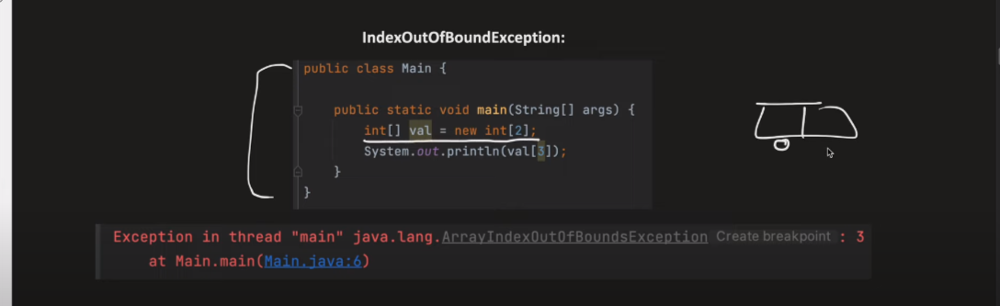 IndexOutOfBoundException:
public class Main {
public static void main(String[] args) {
int[] val = new int[2];
System.out.println(val[3]);
}
}
Exception in thread "main" java.lang.ArrayIndexOutOfBoundsException Create breakpoint : 3
at Main.main(Main.java:6)